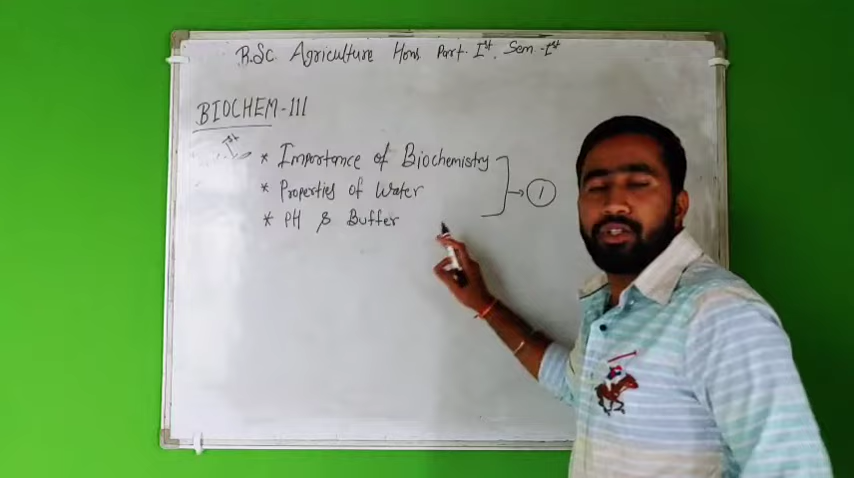 B.Sc Agriculture Hons Part-Iˢᵗ, Sem-Iˢᵗ
BIOCHEM-111
* Importance of Biochemistry
* Properties of Water
* PH & Buffer
1